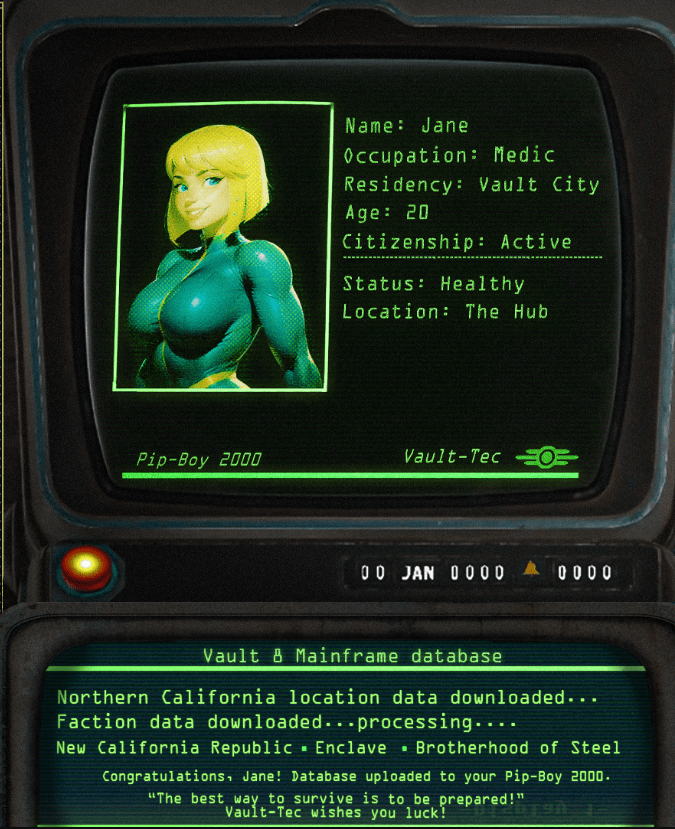 Name: Jane
Occupation: Medic
Residency: Vault City
Age: 20
Citizenship: Active
Status: Healthy
Location: The Hub
Pip-Boy 2000
Vault-Tec
00 JAN 0000 0000
Vault 8 Mainframe database
Northern California location data downloaded...
Faction data downloaded...processing....
New California Republic ▪ Enclave ▪ Brotherhood of Steel
Congratulations, Jane! Database uploaded to your Pip-Boy 2000.
“The best way to survive is to be prepared!”
Vault-Tec wishes you luck!